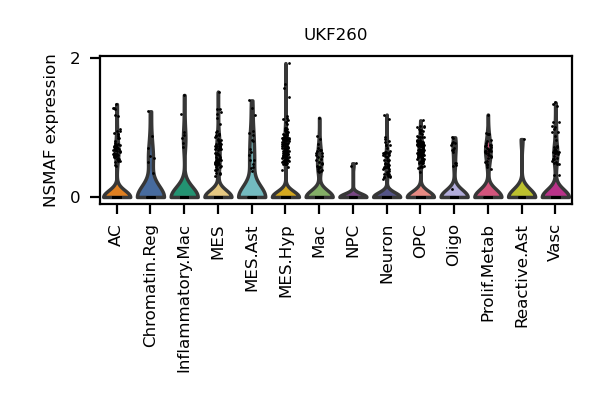 UKF260
NSMAF expression
2
0
AC
Chromatin.Reg
Inflammatory.Mac
MES
MES.Ast
MES.Hyp
Mac
NPC
Neuron
OPC
Oligo
Prolif.Metab
Reactive.Ast
Vasc